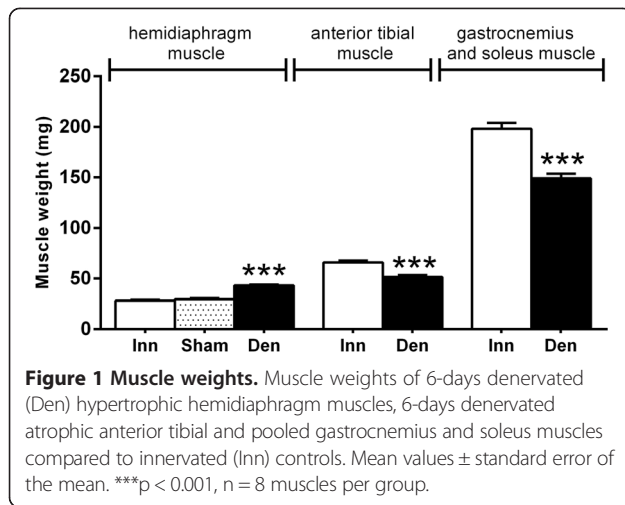 hemidiaphragm muscle
anterior tibial muscle
gastrocnemius and soleus muscle
Muscle weight (mg)
250
200
150
100
50
0
***
***
***
Inn Sham Den Inn Den Inn Den
Figure 1 Muscle weights. Muscle weights of 6-days denervated
(Den) hypertrophic hemidiaphragm muscles, 6-days denervated
atrophic anterior tibial and pooled gastrocnemius and soleus muscles
compared to innervated (Inn) controls. Mean values ± standard error of
the mean. ***p < 0.001, n = 8 muscles per group.